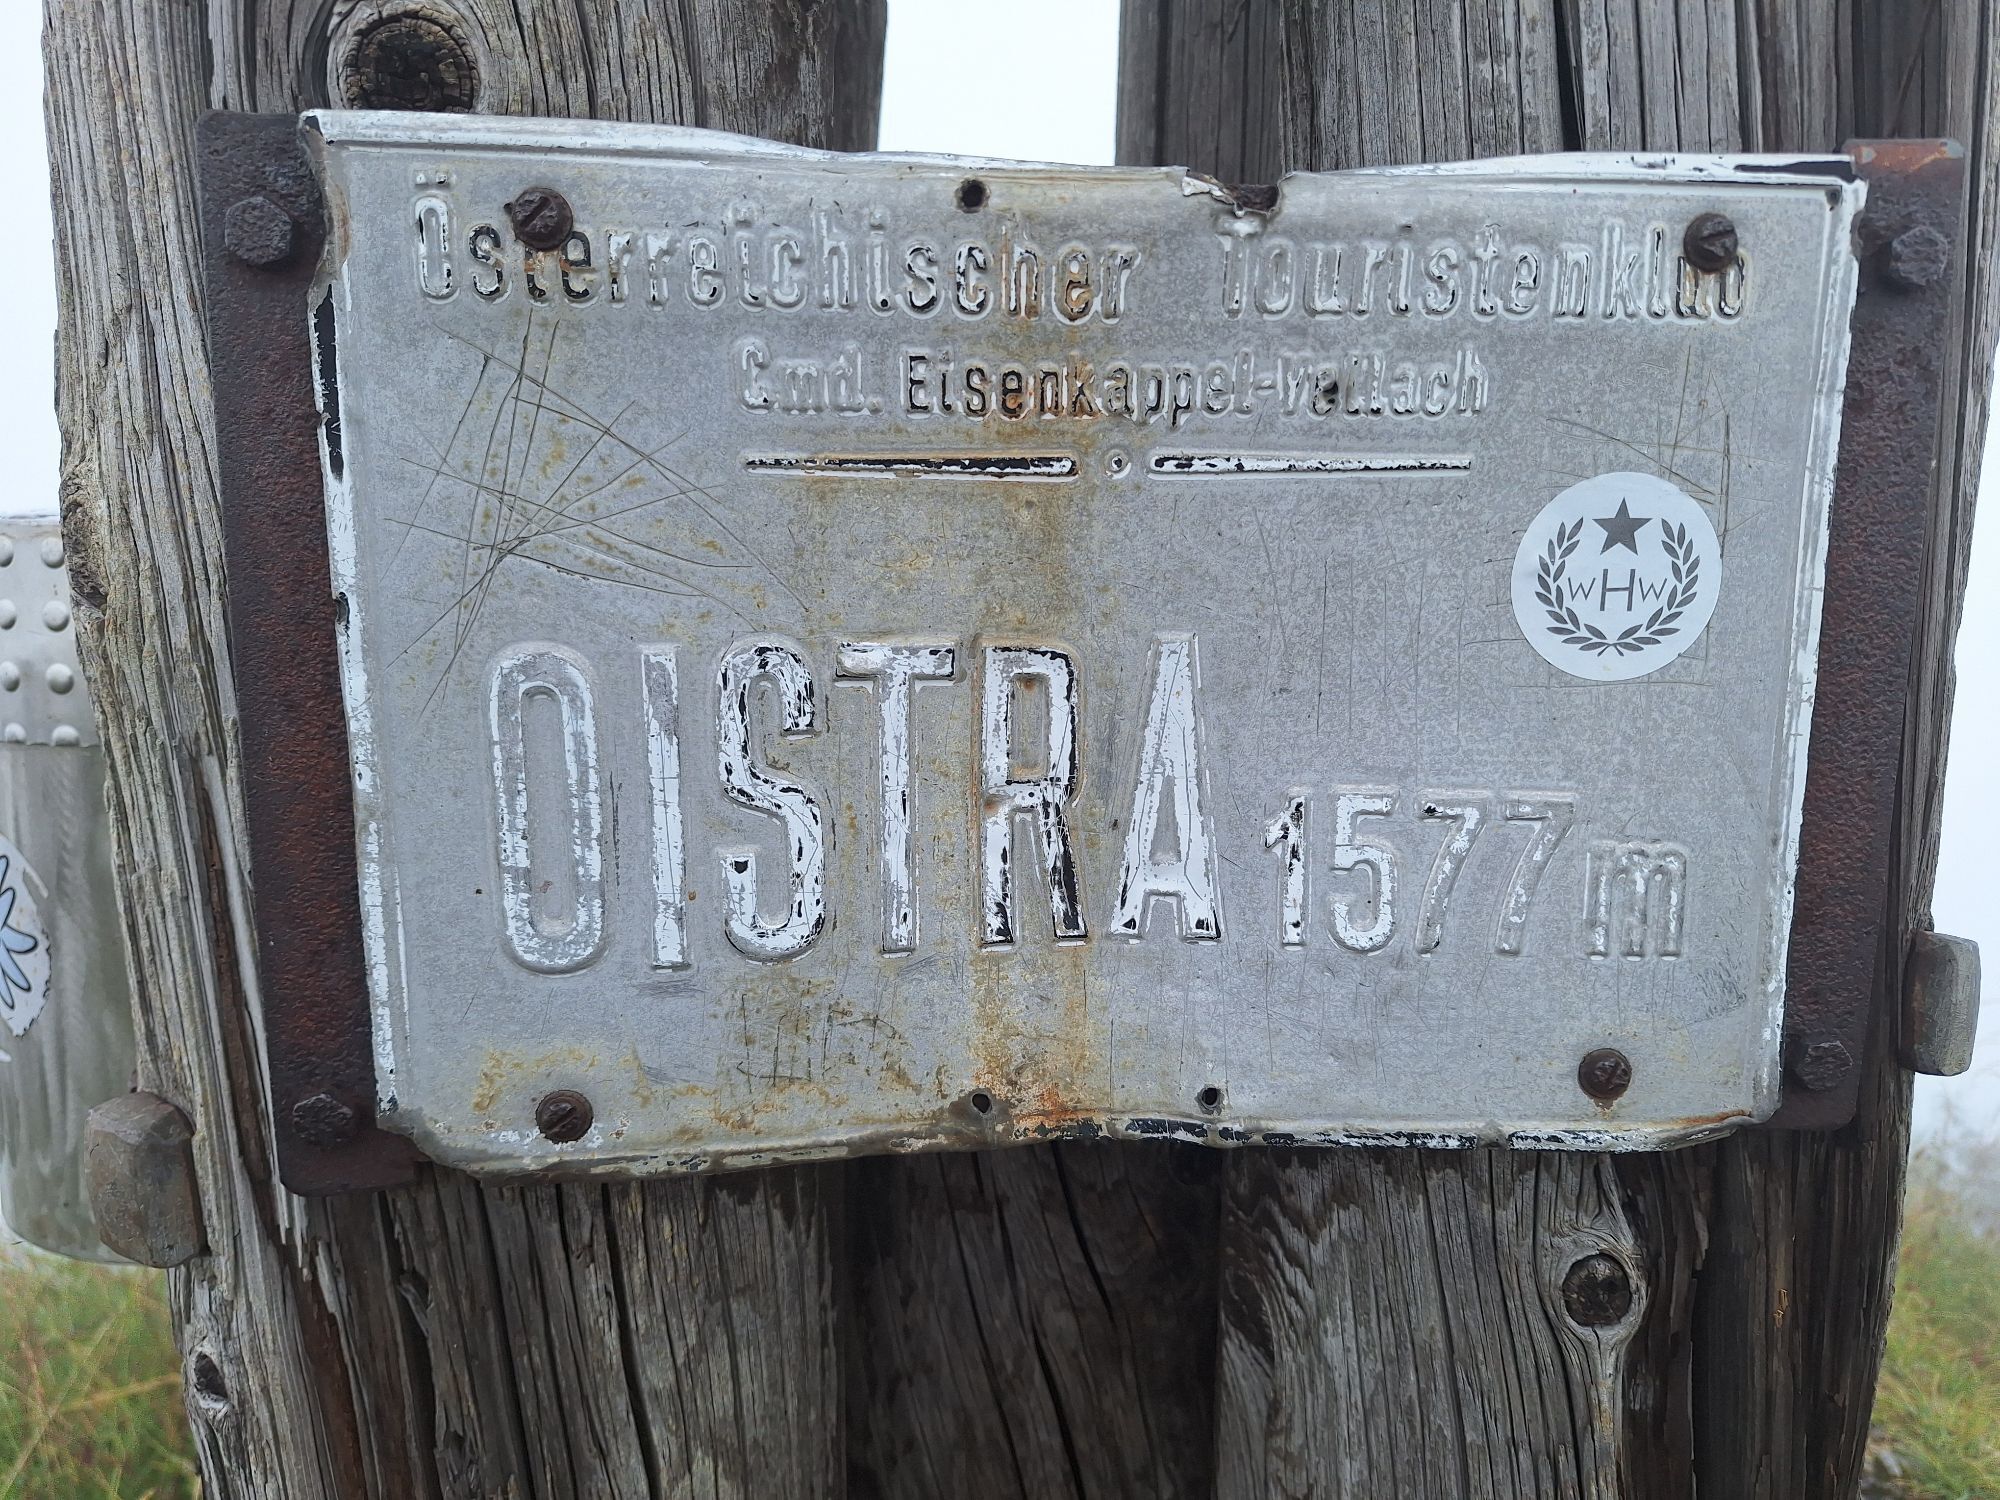 Österreichischer Touristenklub
Gmd. Eisenkappel-Vellach
WHW
OISTRA 1577 m